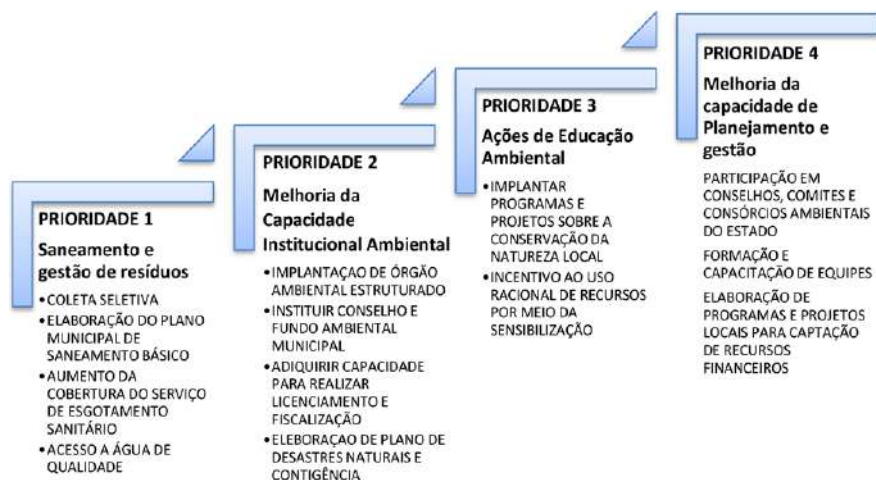 PRIORIDADE 1
Saneamento e
gestão de resíduos
•COLETA SELETIVA
•ELABORAÇÃO DO PLANO
MUNICIPAL DE
SANEAMENTO BÁSICO
•AUMENTO DA
COBERTURA DO SERVIÇO
DE ESGOTAMENTO
SANITÁRIO
•ACESSO A ÁGUA DE
QUALIDADE
PRIORIDADE 2
Melhoria da
Capacidade
Institucional Ambiental
•IMPLANTAÇAO DE ÓRGÃO
AMBIENTAL ESTRUTURADO
•INSTITUIR CONSELHO E
FUNDO AMBIENTAL
MUNICIPAL
•ADIQUIRIR CAPACIDADE
PARA REALIZAR
LICENCIAMENTO E
FISCALIZAÇÃO
•ELEBORAÇAO DE PLANO DE
DESASTRES NATURAIS E
CONTIGÊNCIA
PRIORIDADE 3
Ações de Educação
Ambiental
•IMPLANTAR
PROGRAMAS E
PROJETOS SOBRE A
CONSERVAÇÃO DA
NATUREZA LOCAL
•INCENTIVO AO USO
RACIONAL DE RECURSOS
POR MEIO DA
SENSIBILIZAÇÃO
PRIORIDADE 4
Melhoria da
capacidade de
Planejamento e
gestão
PARTICIPAÇÃO EM
CONSELHOS, COMITES E
CONSÓRCIOS AMBIENTAIS
DO ESTADO
FORMAÇÃO E
CAPACITAÇÃO DE EQUIPES
ELABORAÇÃO DE
PROGRAMAS E PROJETOS
LOCAIS PARA CAPTAÇÃO
DE RECURSOS
FINANCEIROS